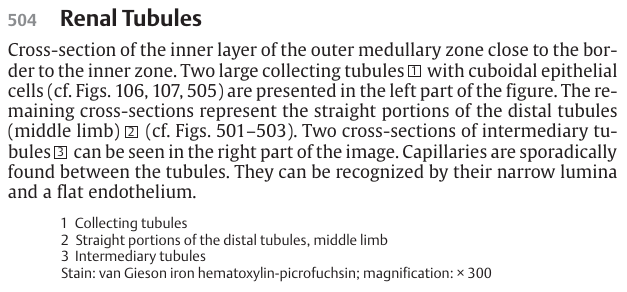 504 Renal Tubules
Cross-section of the inner layer of the outer medullary zone close to the bor-
der to the inner zone. Two large collecting tubules 1 with cuboidal epithelial
cells (cf. Figs. 106, 107, 505) are presented in the left part of the figure. The re-
maining cross-sections represent the straight portions of the distal tubules
(middle limb) 2 (cf. Figs. 501–503). Two cross-sections of intermediary tu-
bules 3 can be seen in the right part of the image. Capillaries are sporadically
found between the tubules. They can be recognized by their narrow lumina
and a flat endothelium.
1 Collecting tubules
2 Straight portions of the distal tubules, middle limb
3 Intermediary tubules
Stain: van Gieson iron hematoxylin-picrofuchsin; magnification: × 300